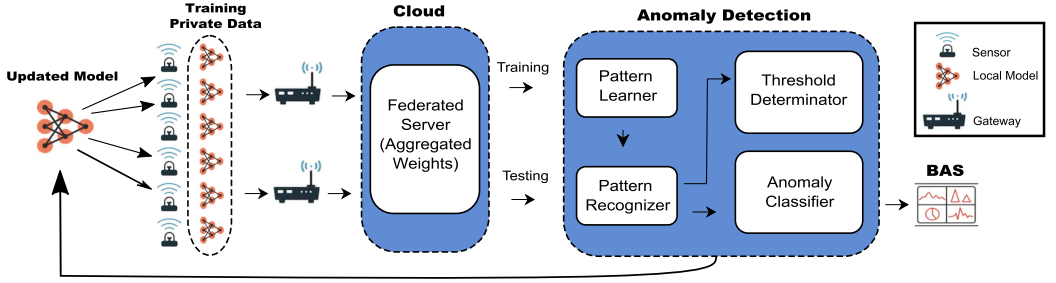 Training
Private Data
Cloud
Anomaly Detection
Updated Model
Training
Testing
Federated
Server
(Aggregated
Weights)
Pattern
Learner
Threshold
Determinator
Pattern
Recognizer
Anomaly
Classifier
Sensor
Local Model
Gateway
BAS